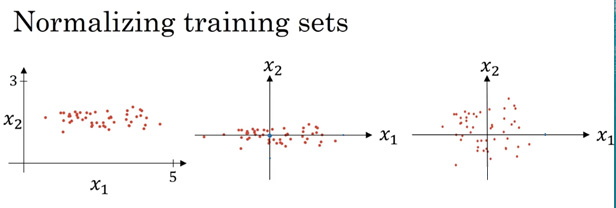 Normalizing training sets
3
x₂
x₁
5
x₂
x₁
x₂
x₁